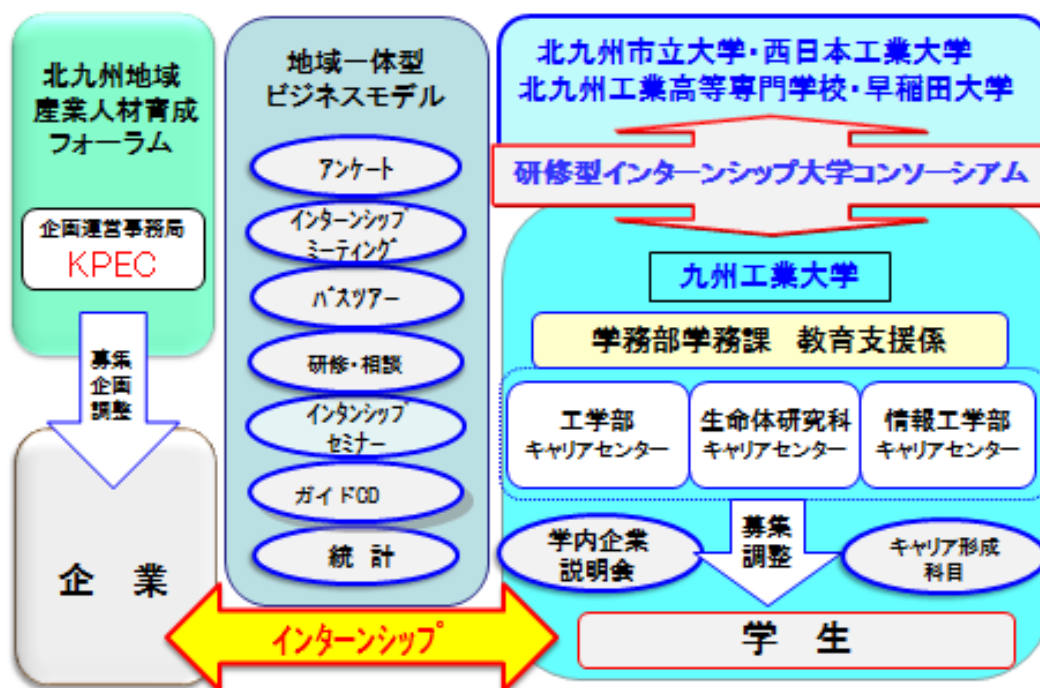 北九州地域
産業人材育成
フォーラム
企画運営事務局
KPEC
募集
企画
調整
企 業
地域一体型
ビジネスモデル
アンケート
インターンシップ
ミーティング
バスツアー
研修・相談
インタンシップ
セミナー
ガイドCD
統 計
インターンシップ
北九州市立大学・西日本工業大学
北九州工業高等専門学校・早稲田大学
研修型インターンシップ大学コンソーシアム
九州工業大学
学務部学務課 教育支援係
工学部
キャリアセンター
生命体研究科
キャリアセンター
情報工学部
キャリアセンター
学内企業
説明会
募集
調整
キャリア形成
科目
学 生